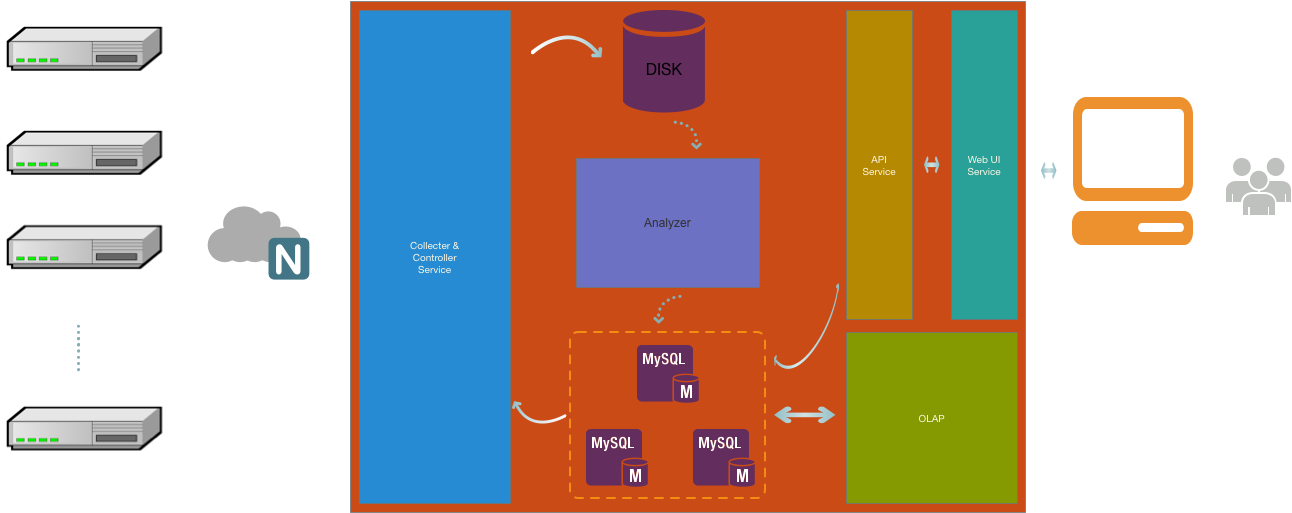 DISK
API
Service
Web UI
Service
Analyzer
Collecter &
Controller
Service
N
MySQL
M
OLAP
MySQL
M
MySQL
M